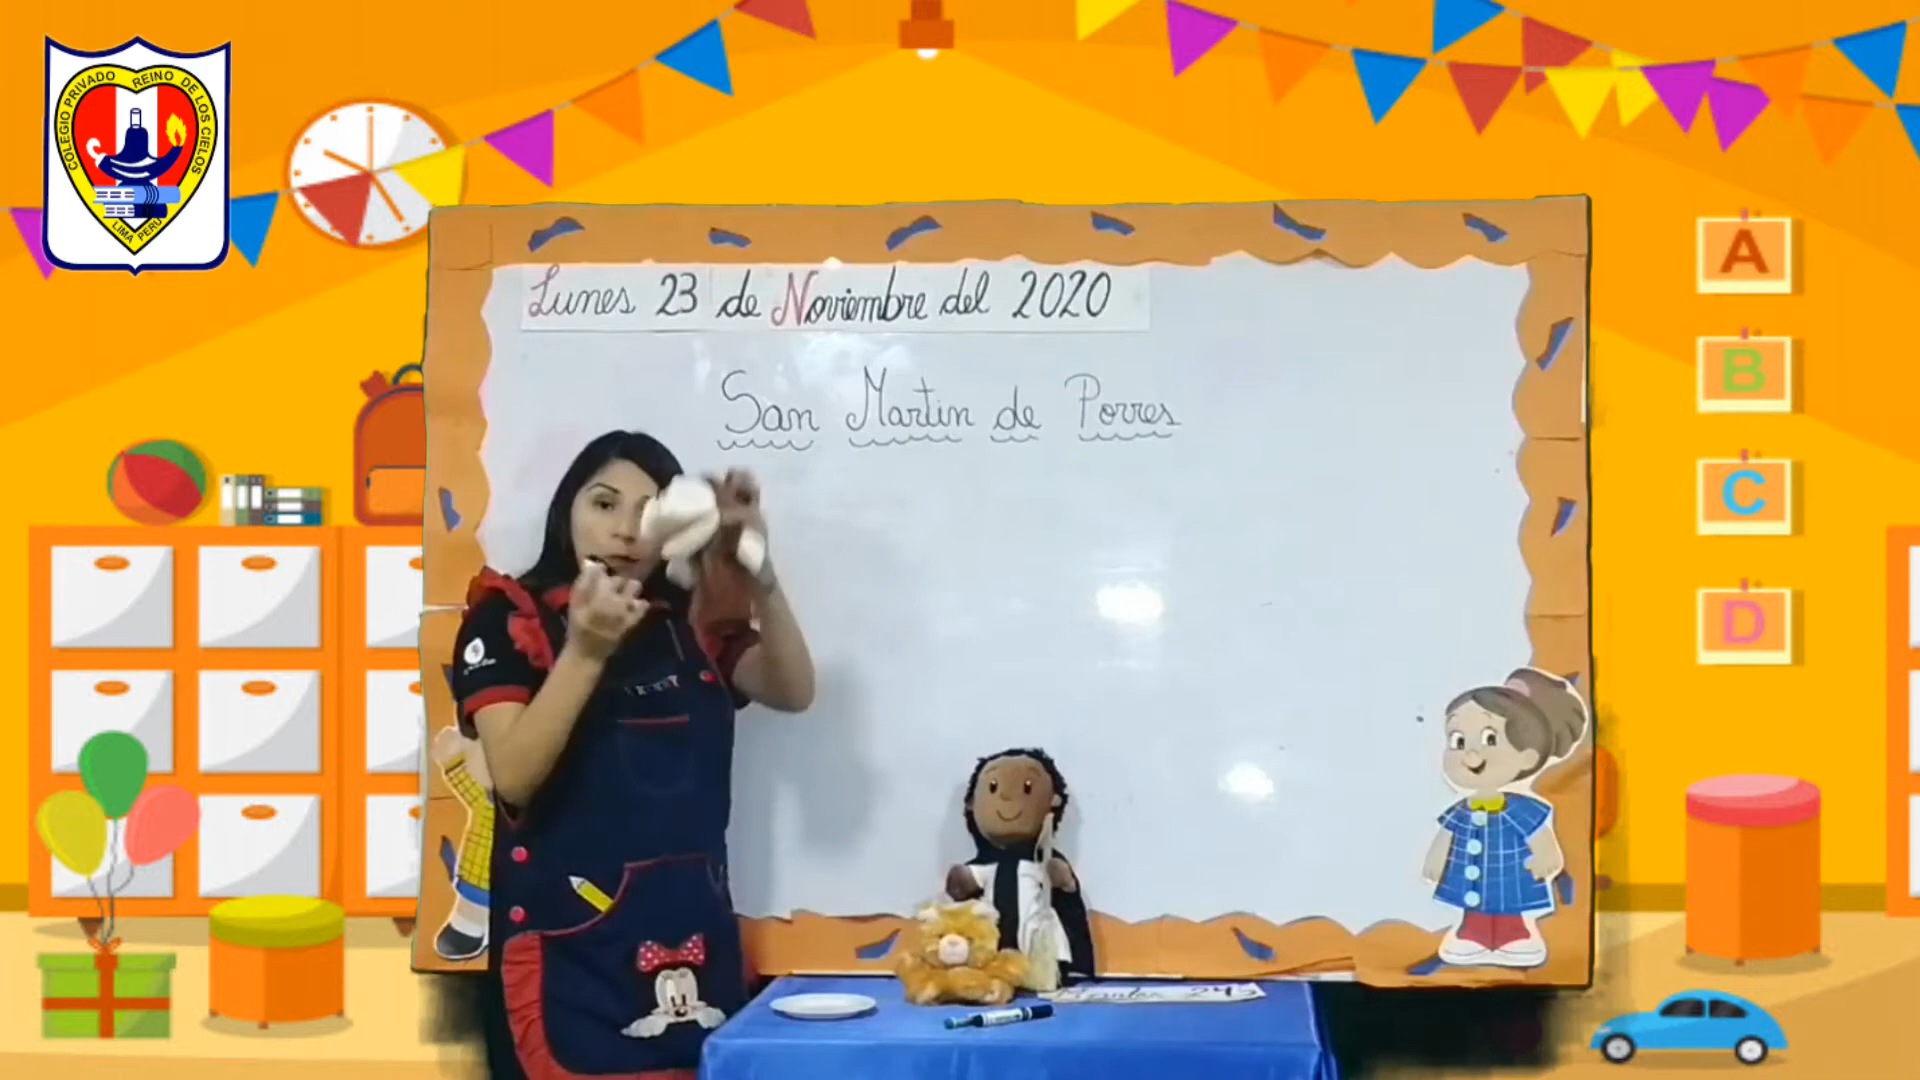 COLEGIO PRIVADO REINO DE LOS CIELOS
LIMA PERU
Lunes 23 de Noviembre del 2020
San Martin de Porres
A
B
C
D